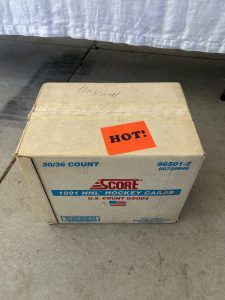 HOT!
20/36 COUNT
96501-2
SCORE
1991 NHL HOCKEY CARDS
U.S. COUNT GOODS